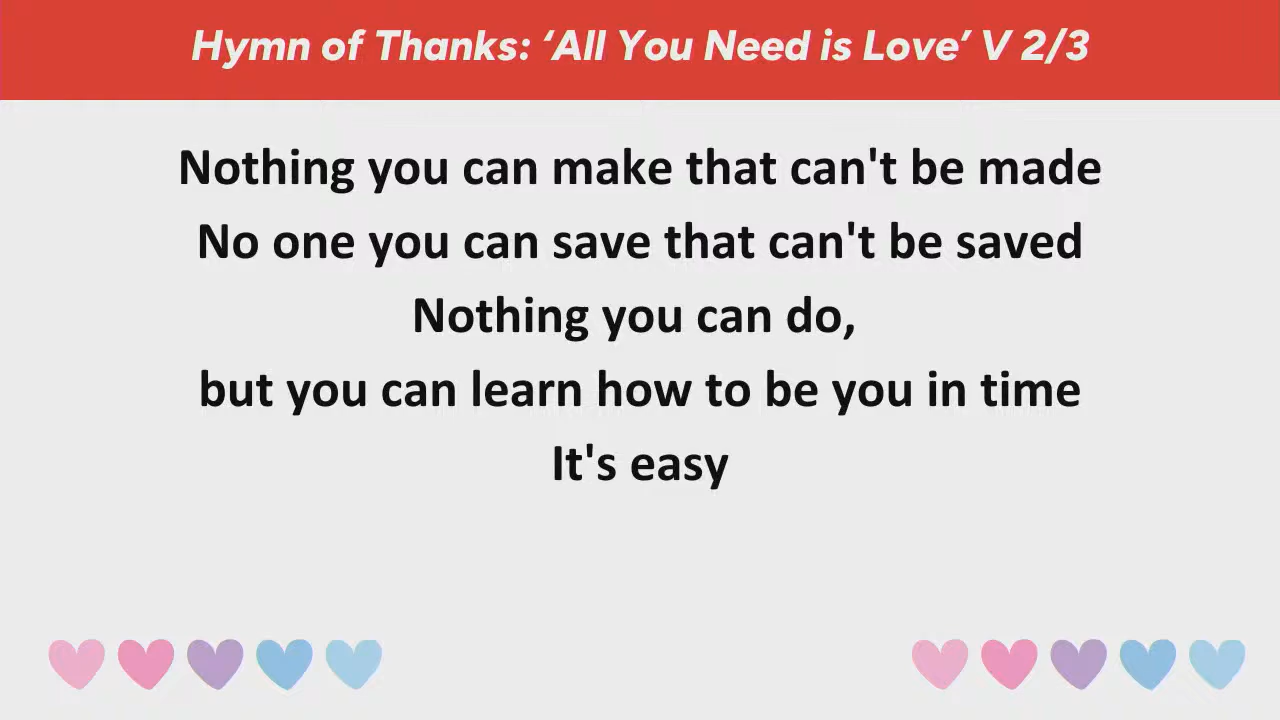 Hymn of Thanks: ‘All You Need is Love’ V 2/3
Nothing you can make that can't be made
No one you can save that can't be saved
Nothing you can do,
but you can learn how to be you in time
It's easy